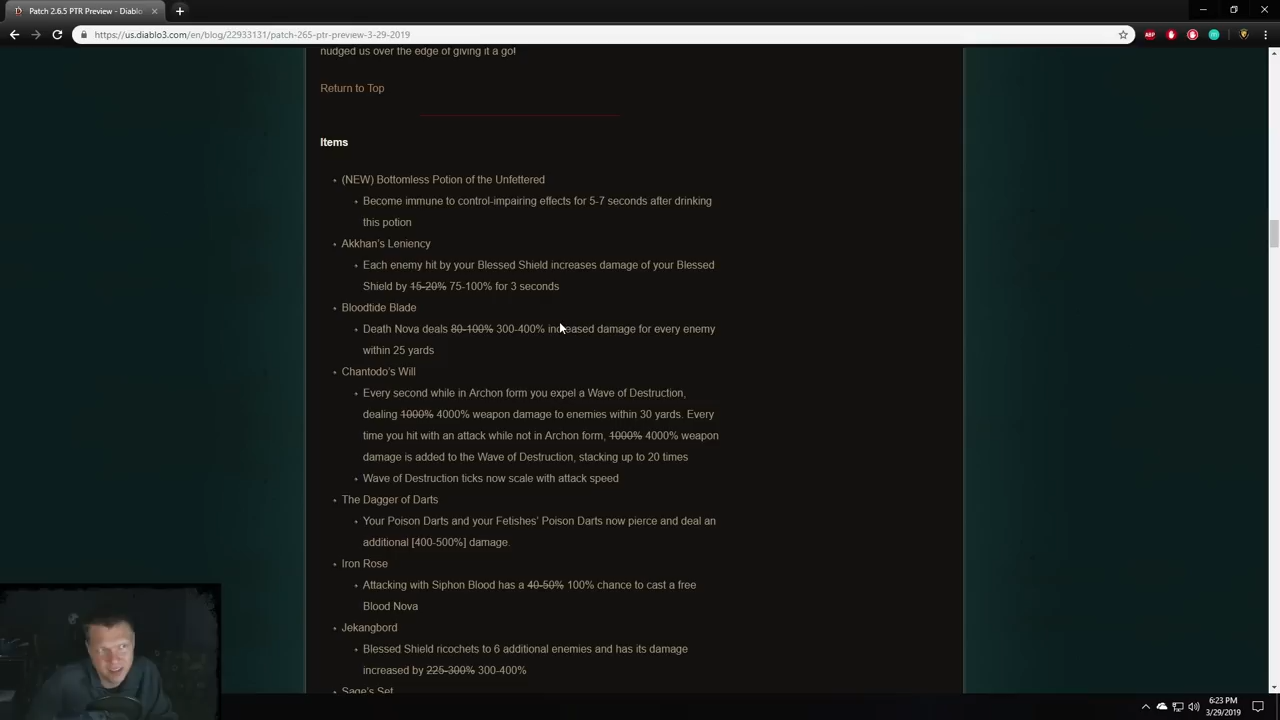 Patch 2.6.5 PTR Preview - Diablo
https://us.diablo3.com/en/blog/22933131/patch-265-ptr-preview-3-29-2019
ABP
nudged us over the edge of giving it a go!
Return to Top
Items
(NEW) Bottomless Potion of the Unfettered
Become immune to control-impairing effects for 5-7 seconds after drinking
this potion
Akkhan's Leniency
Each enemy hit by your Blessed Shield increases damage of your Blessed
Shield by 15-20% 75-100% for 3 seconds
Bloodtide Blade
Death Nova deals 80-100% 300-400% increased damage for every enemy
within 25 yards
Chantodo's Will
Every second while in Archon form you expel a Wave of Destruction,
dealing 1000% 4000% weapon damage to enemies within 30 yards. Every
time you hit with an attack while not in Archon form, 1000% 4000% weapon
damage is added to the Wave of Destruction, stacking up to 20 times
Wave of Destruction ticks now scale with attack speed
The Dagger of Darts
Your Poison Darts and your Fetishes' Poison Darts now pierce and deal an
additional [400-500%] damage.
Iron Rose
Attacking with Siphon Blood has a 40-50% 100% chance to cast a free
Blood Nova
Jekangbord
Blessed Shield ricochets to 6 additional enemies and has its damage
increased by 225-300% 300-400%
Sage's Set
6:23 PM
3/29/2019